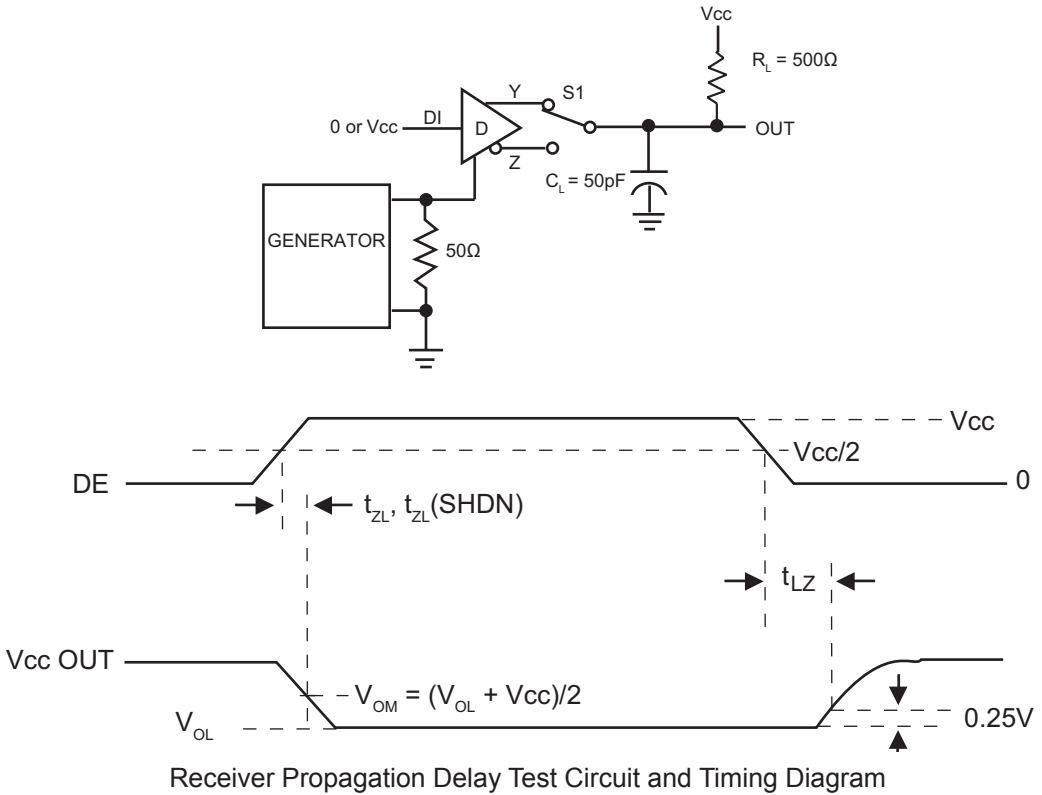 Vcc
R_L = 500Ω
Y
S1
0 or Vcc
DI
D
OUT
Z
C_L = 50pF
GENERATOR
50Ω
Vcc
Vcc/2
DE
0
t_ZL, t_ZL(SHDN)
t_LZ
Vcc OUT
V_OM = (V_OL + Vcc)/2
V_OL
0.25V
Receiver Propagation Delay Test Circuit and Timing Diagram